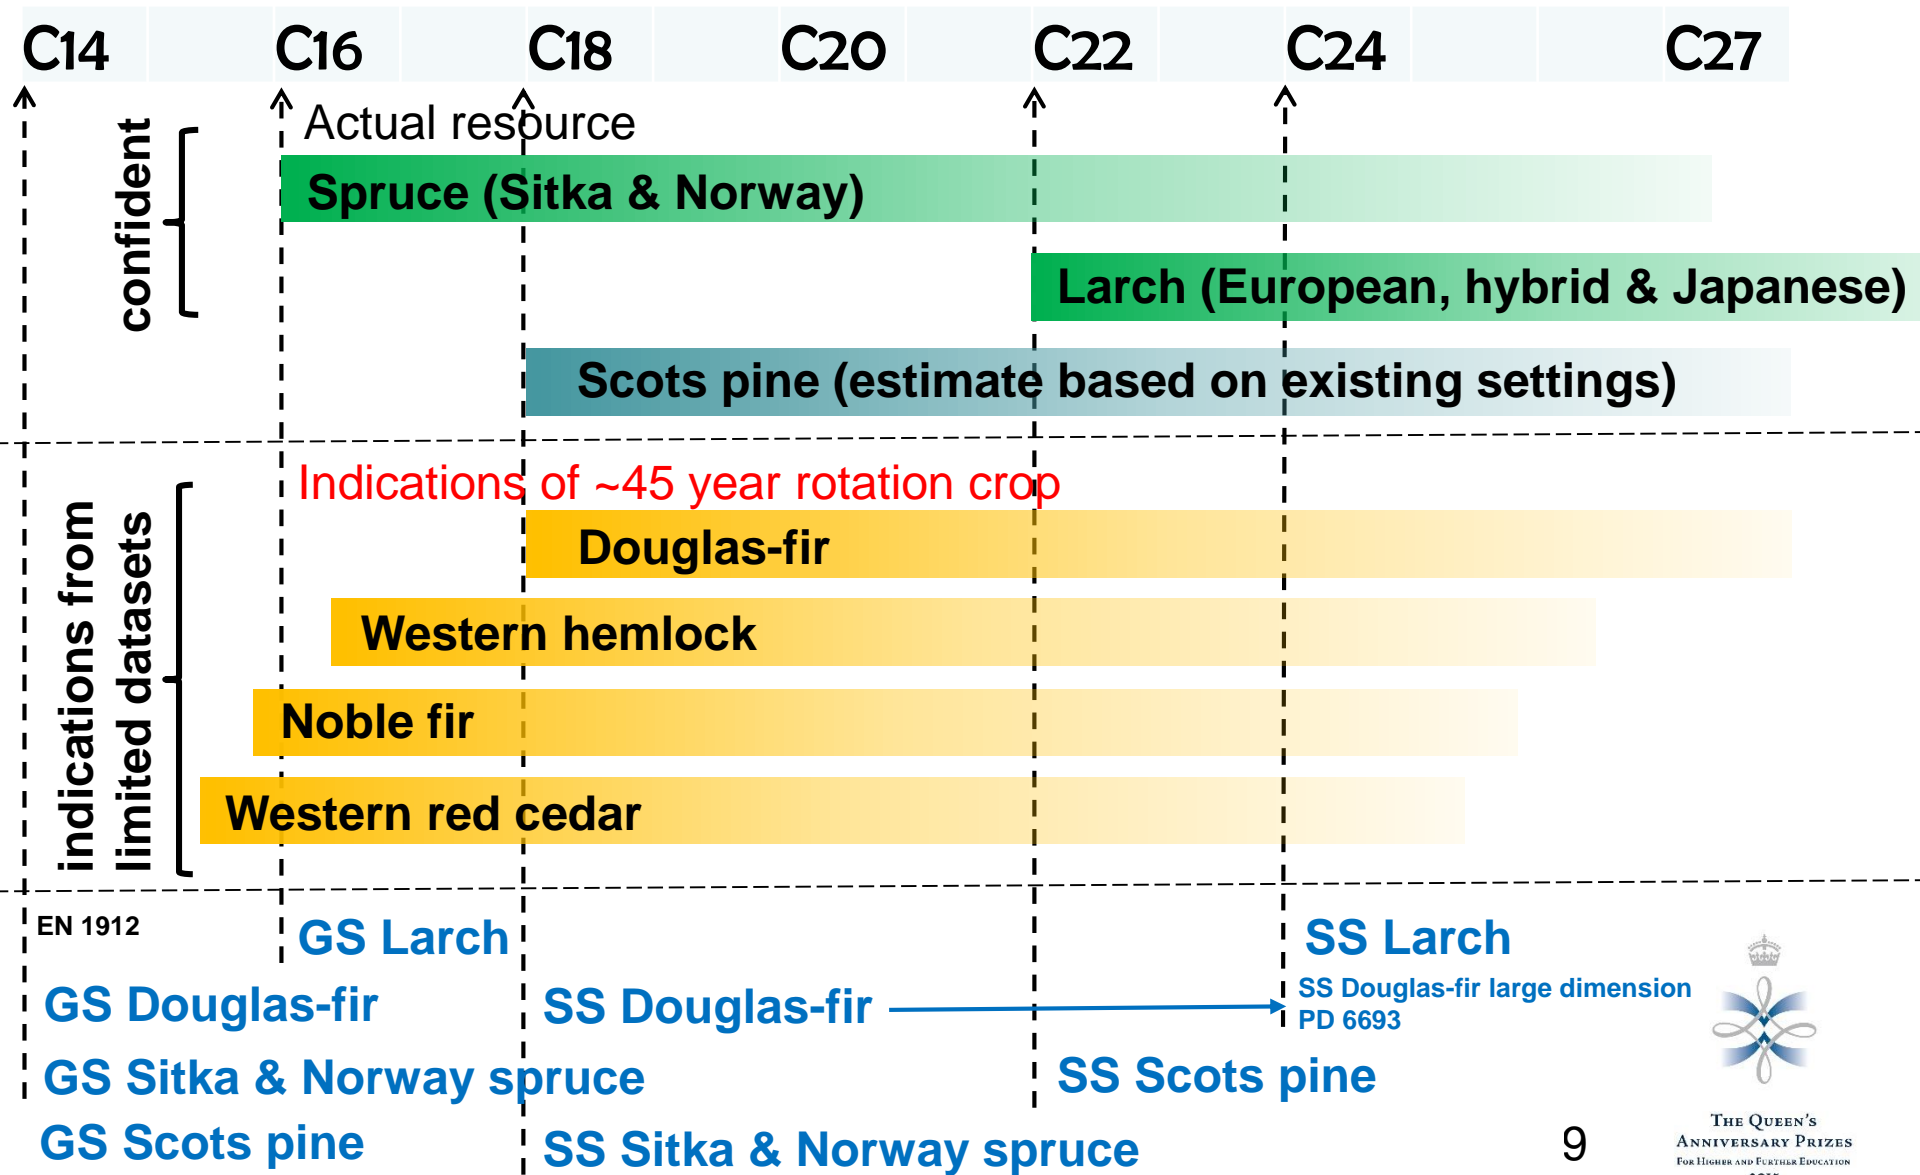 C14 C16 C18 C20 C22 C24 C27
confident
Actual resource
Spruce (Sitka & Norway)
Larch (European, hybrid & Japanese)
Scots pine (estimate based on existing settings)
indications from
limited datasets
Indications of ~45 year rotation crop
Douglas-fir
Western hemlock
Noble fir
Western red cedar
EN 1912
GS Larch
SS Larch
GS Douglas-fir
SS Douglas-fir
SS Douglas-fir large dimension
PD 6693
GS Sitka & Norway spruce
SS Scots pine
GS Scots pine
SS Sitka & Norway spruce
9
THE QUEEN'S
ANNIVERSARY PRIZES
FOR HIGHER AND FURTHER EDUCATION